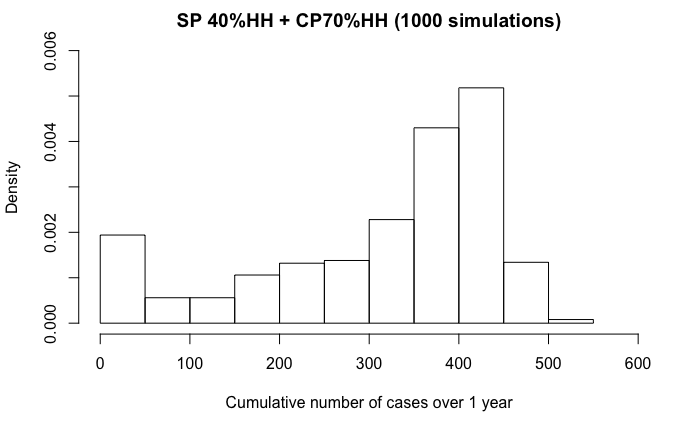 SP 40%HH + CP70%HH (1000 simulations)
0.006
0.004
0.002
0.000
Density
0 100 200 300 400 500 600
Cumulative number of cases over 1 year